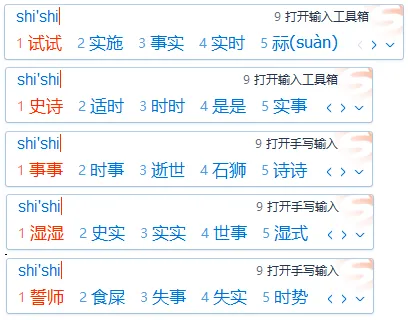 shi'shi 9 打开输入工具箱
1 试试 2 实施 3 事实 4 实时 5 祘(suàn)
shi'shi 9 打开输入工具箱
1 史诗 2 适时 3 时时 4 是是 5 实事
shi'shi 9 打开手写输入
1 事事 2 时事 3 逝世 4 石狮 5 诗诗
shi'shi 9 打开手写输入
1 湿湿 2 史实 3 实实 4 世事 5 湿式
shi'shi 9 打开手写输入
1 誓师 2 食屎 3 失事 4 失实 5 时势